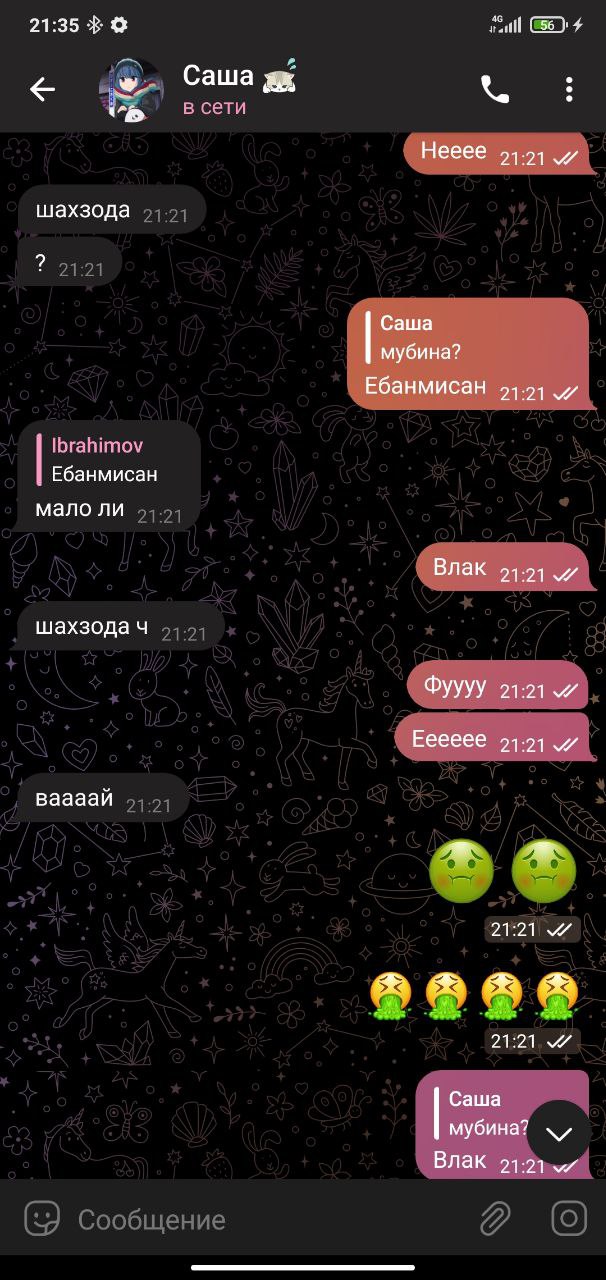 21:35 4G 56
Саша
в сети
Нееее 21:21
шахзода 21:21
? 21:21
Саша
мубина?
Ебанмисан 21:21
Ibrahimov
Ебанмисан
мало ли 21:21
Влак 21:21
шахзода ч 21:21
Фуууу 21:21
Ееееее 21:21
ваааай 21:21
21:21
21:21
Саша
мубина?
Влак 21:21
Сообщение